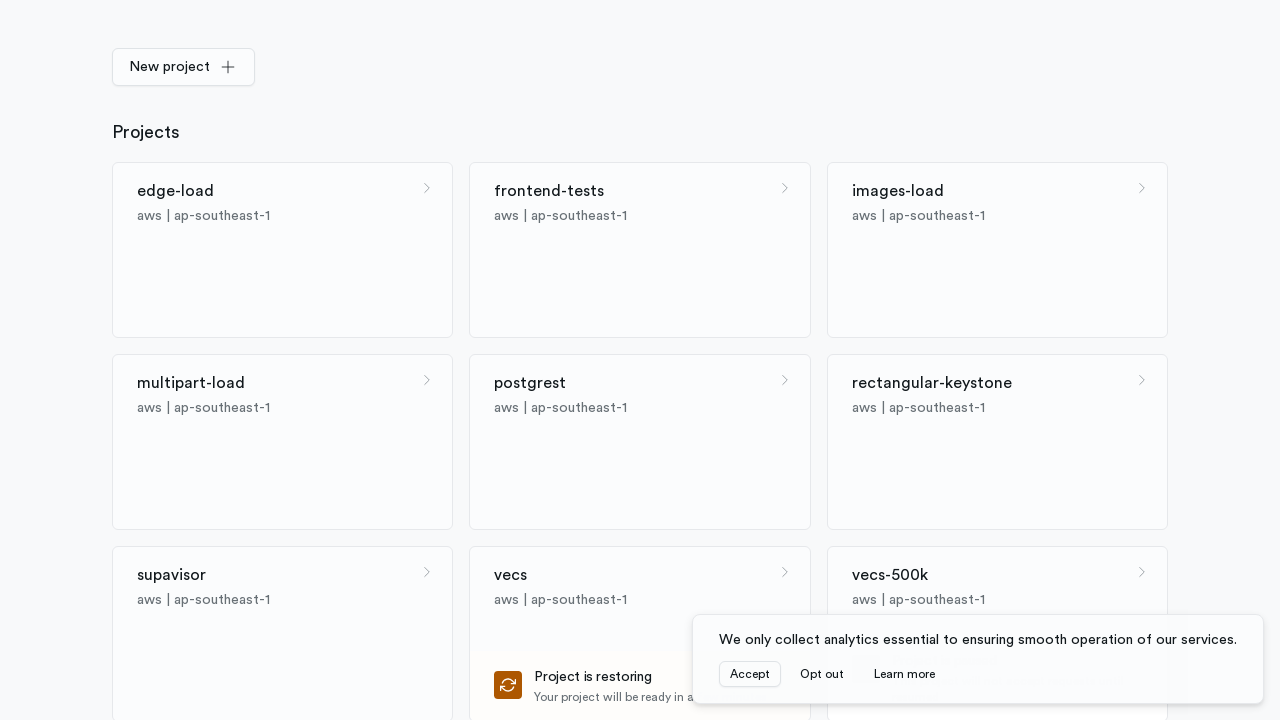 New project
Projects
edge-load
aws | ap-southeast-1
frontend-tests
aws | ap-southeast-1
images-load
aws | ap-southeast-1
multipart-load
aws | ap-southeast-1
postgrest
aws | ap-southeast-1
rectangular-keystone
aws | ap-southeast-1
supavisor
aws | ap-southeast-1
vecs
aws | ap-southeast-1
Project is restoring
Your project will be ready in a
vecs-500k
aws | ap-southeast-1
We only collect analytics essential to ensuring smooth operation of our services.
Accept
Opt out
Learn more